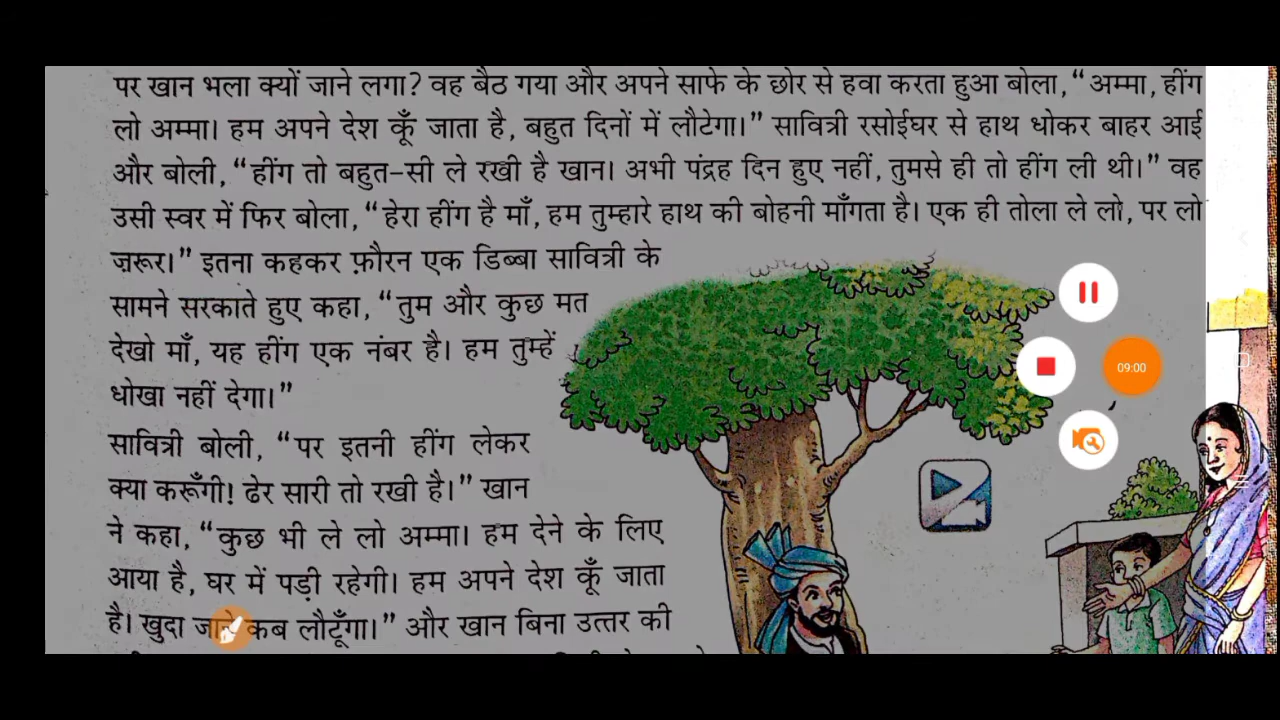 पर खान भला क्यों जाने लगा? वह बैठ गया और अपने साफे के छोर से हवा करता हुआ बोला, “अम्मा, हींग
लो अम्मा। हम अपने देश कूँ जाता है, बहुत दिनों में लौटेगा।” सावित्री रसोईघर से हाथ धोकर बाहर आई
और बोली, “हींग तो बहुत-सी ले रखी है खान। अभी पंद्रह दिन हुए नहीं, तुमसे ही तो हींग ली थी।” वह
उसी स्वर में फिर बोला, “हेरा हींग है माँ, हम तुम्हारे हाथ की बोहनी माँगता है। एक ही तोला ले लो, पर लो
ज़रूर।” इतना कहकर फ़ौरन एक डिब्बा सावित्री के
सामने सरकाते हुए कहा, “तुम और कुछ मत
देखो माँ, यह हींग एक नंबर है। हम तुम्हें
धोखा नहीं देगा।”
सावित्री बोली, “पर इतनी हींग लेकर
क्या करूँगी! ढेर सारी तो रखी है।” खान
ने कहा, “कुछ भी ले लो अम्मा। हम देने के लिए
आया है, घर में पड़ी रहेगी। हम अपने देश कूँ जाता
है। खुदा जाने कब लौटूँगा।” और खान बिना उत्तर की
09:00